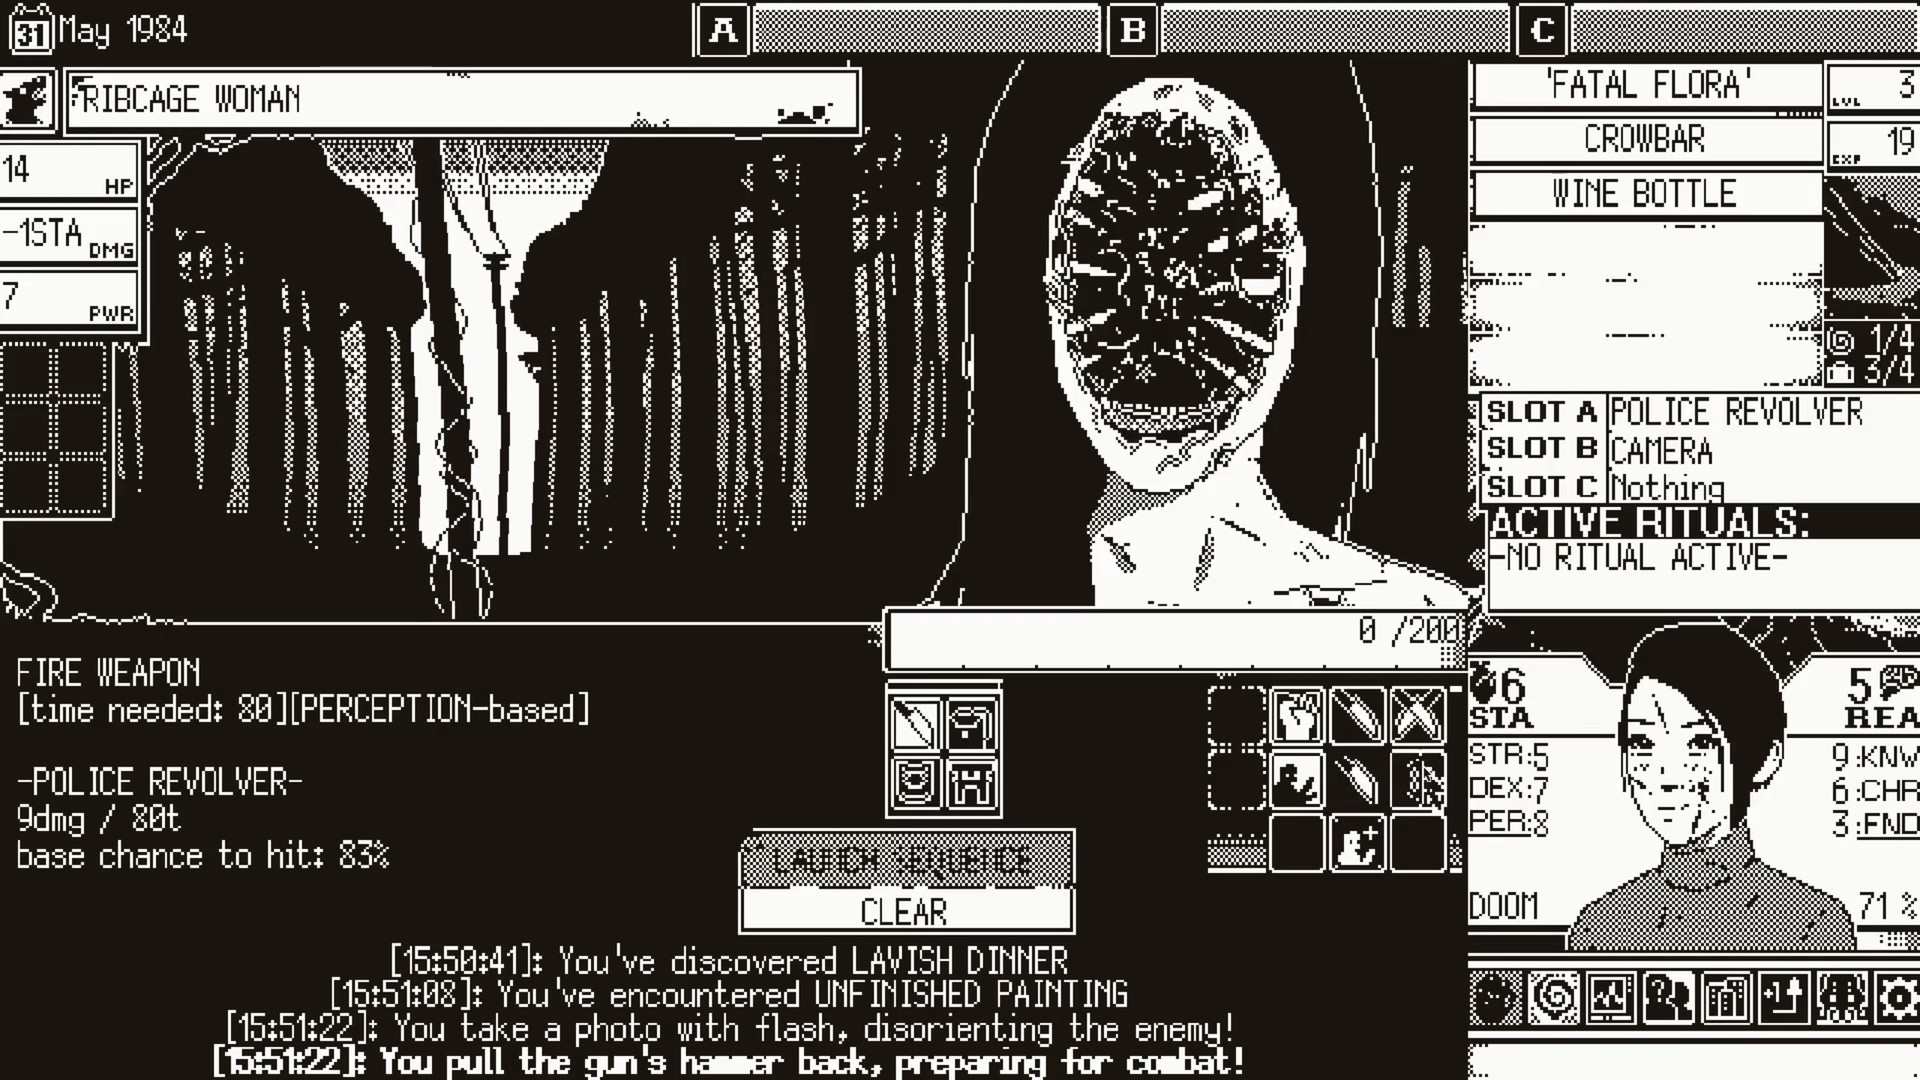 31 May 1984
A
B
C
RIBCAGE WOMAN
14 HP
-1STA DMG
7 PWR
'FATAL FLORA'
LVL 3
CROWBAR
EXP 19
WINE BOTTLE
1/4
3/4
SLOT A POLICE REVOLVER
SLOT B CAMERA
SLOT C Nothing
ACTIVE RITUALS:
-NO RITUAL ACTIVE-
0 /200
FIRE WEAPON
[time needed: 80][PERCEPTION-based]
-POLICE REVOLVER-
9dmg / 80t
base chance to hit: 83%
LAUNCH SEQUENCE
CLEAR
6 STA
5 REA
STR:5
9:KNW
DEX:7
6:CHR
PER:8
3:FND
DOOM 71 %
[15:50:41]: You've discovered LAVISH DINNER
[15:51:08]: You've encountered UNFINISHED PAINTING
[15:51:22]: You take a photo with flash, disorienting the enemy!
[15:51:22]: You pull the gun's hammer back, preparing for combat!
+1